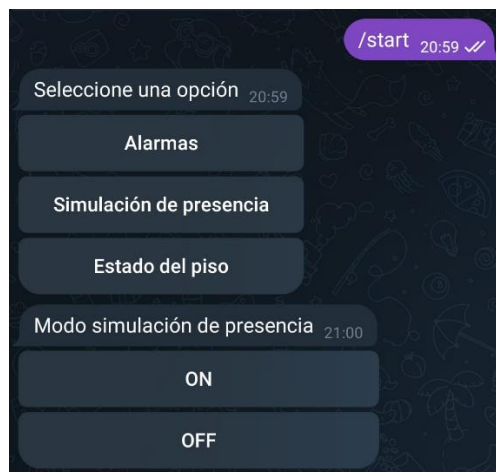 /start 20:59
Seleccione una opción 20:59
Alarmas
Simulación de presencia
Estado del piso
Modo simulación de presencia 21:00
ON
OFF